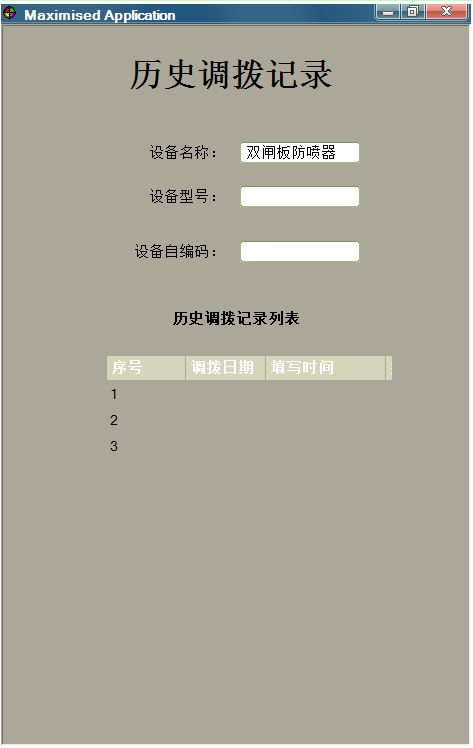 Maximised Application
历史调拨记录
设备名称： 双闸板防喷器
设备型号：
设备自编码：
历史调拨记录列表
序号 调拨日期 填写时间
1
2
3